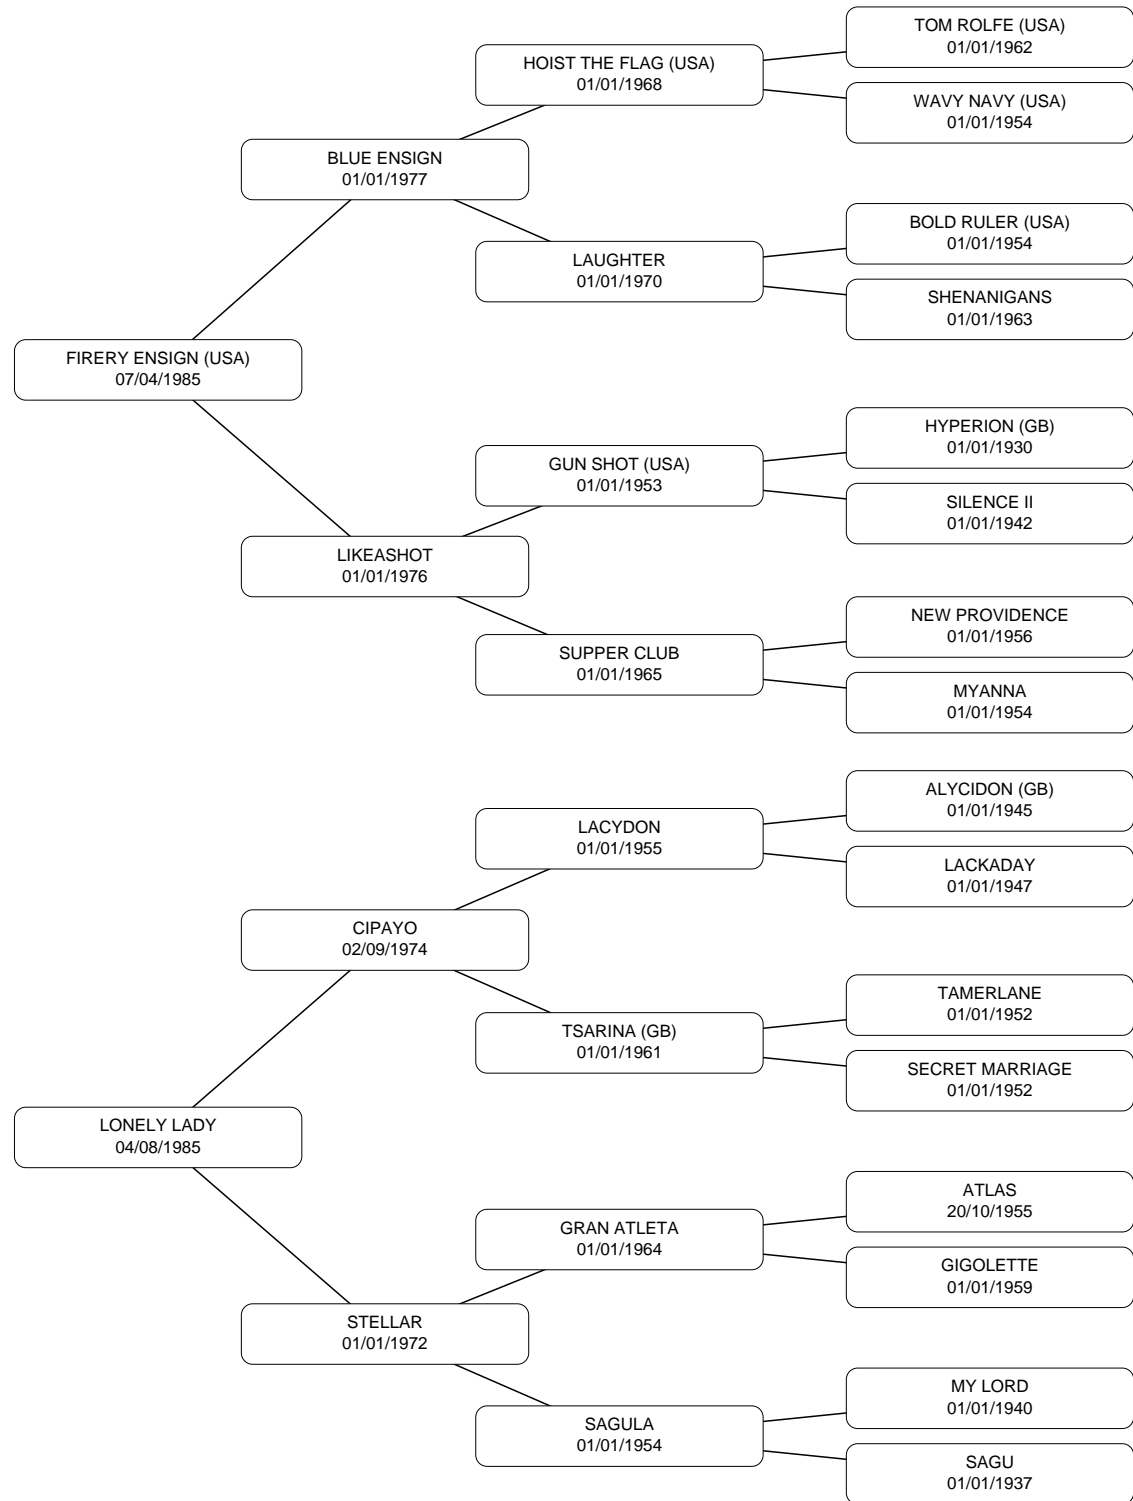 TOM ROLFE (USA)
01/01/1962
HOIST THE FLAG (USA)
01/01/1968
WAVY NAVY (USA)
01/01/1954
BLUE ENSIGN
01/01/1977
BOLD RULER (USA)
01/01/1954
LAUGHTER
01/01/1970
SHENANIGANS
01/01/1963
FIRERY ENSIGN (USA)
07/04/1985
HYPERION (GB)
01/01/1930
GUN SHOT (USA)
01/01/1953
SILENCE II
01/01/1942
LIKEASHOT
01/01/1976
NEW PROVIDENCE
01/01/1956
SUPPER CLUB
01/01/1965
MYANNA
01/01/1954
ALYCIDON (GB)
01/01/1945
LACYDON
01/01/1955
LACKADAY
01/01/1947
CIPAYO
02/09/1974
TAMERLANE
01/01/1952
TSARINA (GB)
01/01/1961
SECRET MARRIAGE
01/01/1952
LONELY LADY
04/08/1985
ATLAS
20/10/1955
GRAN ATLETA
01/01/1964
GIGOLETTE
01/01/1959
STELLAR
01/01/1972
MY LORD
01/01/1940
SAGULA
01/01/1954
SAGU
01/01/1937